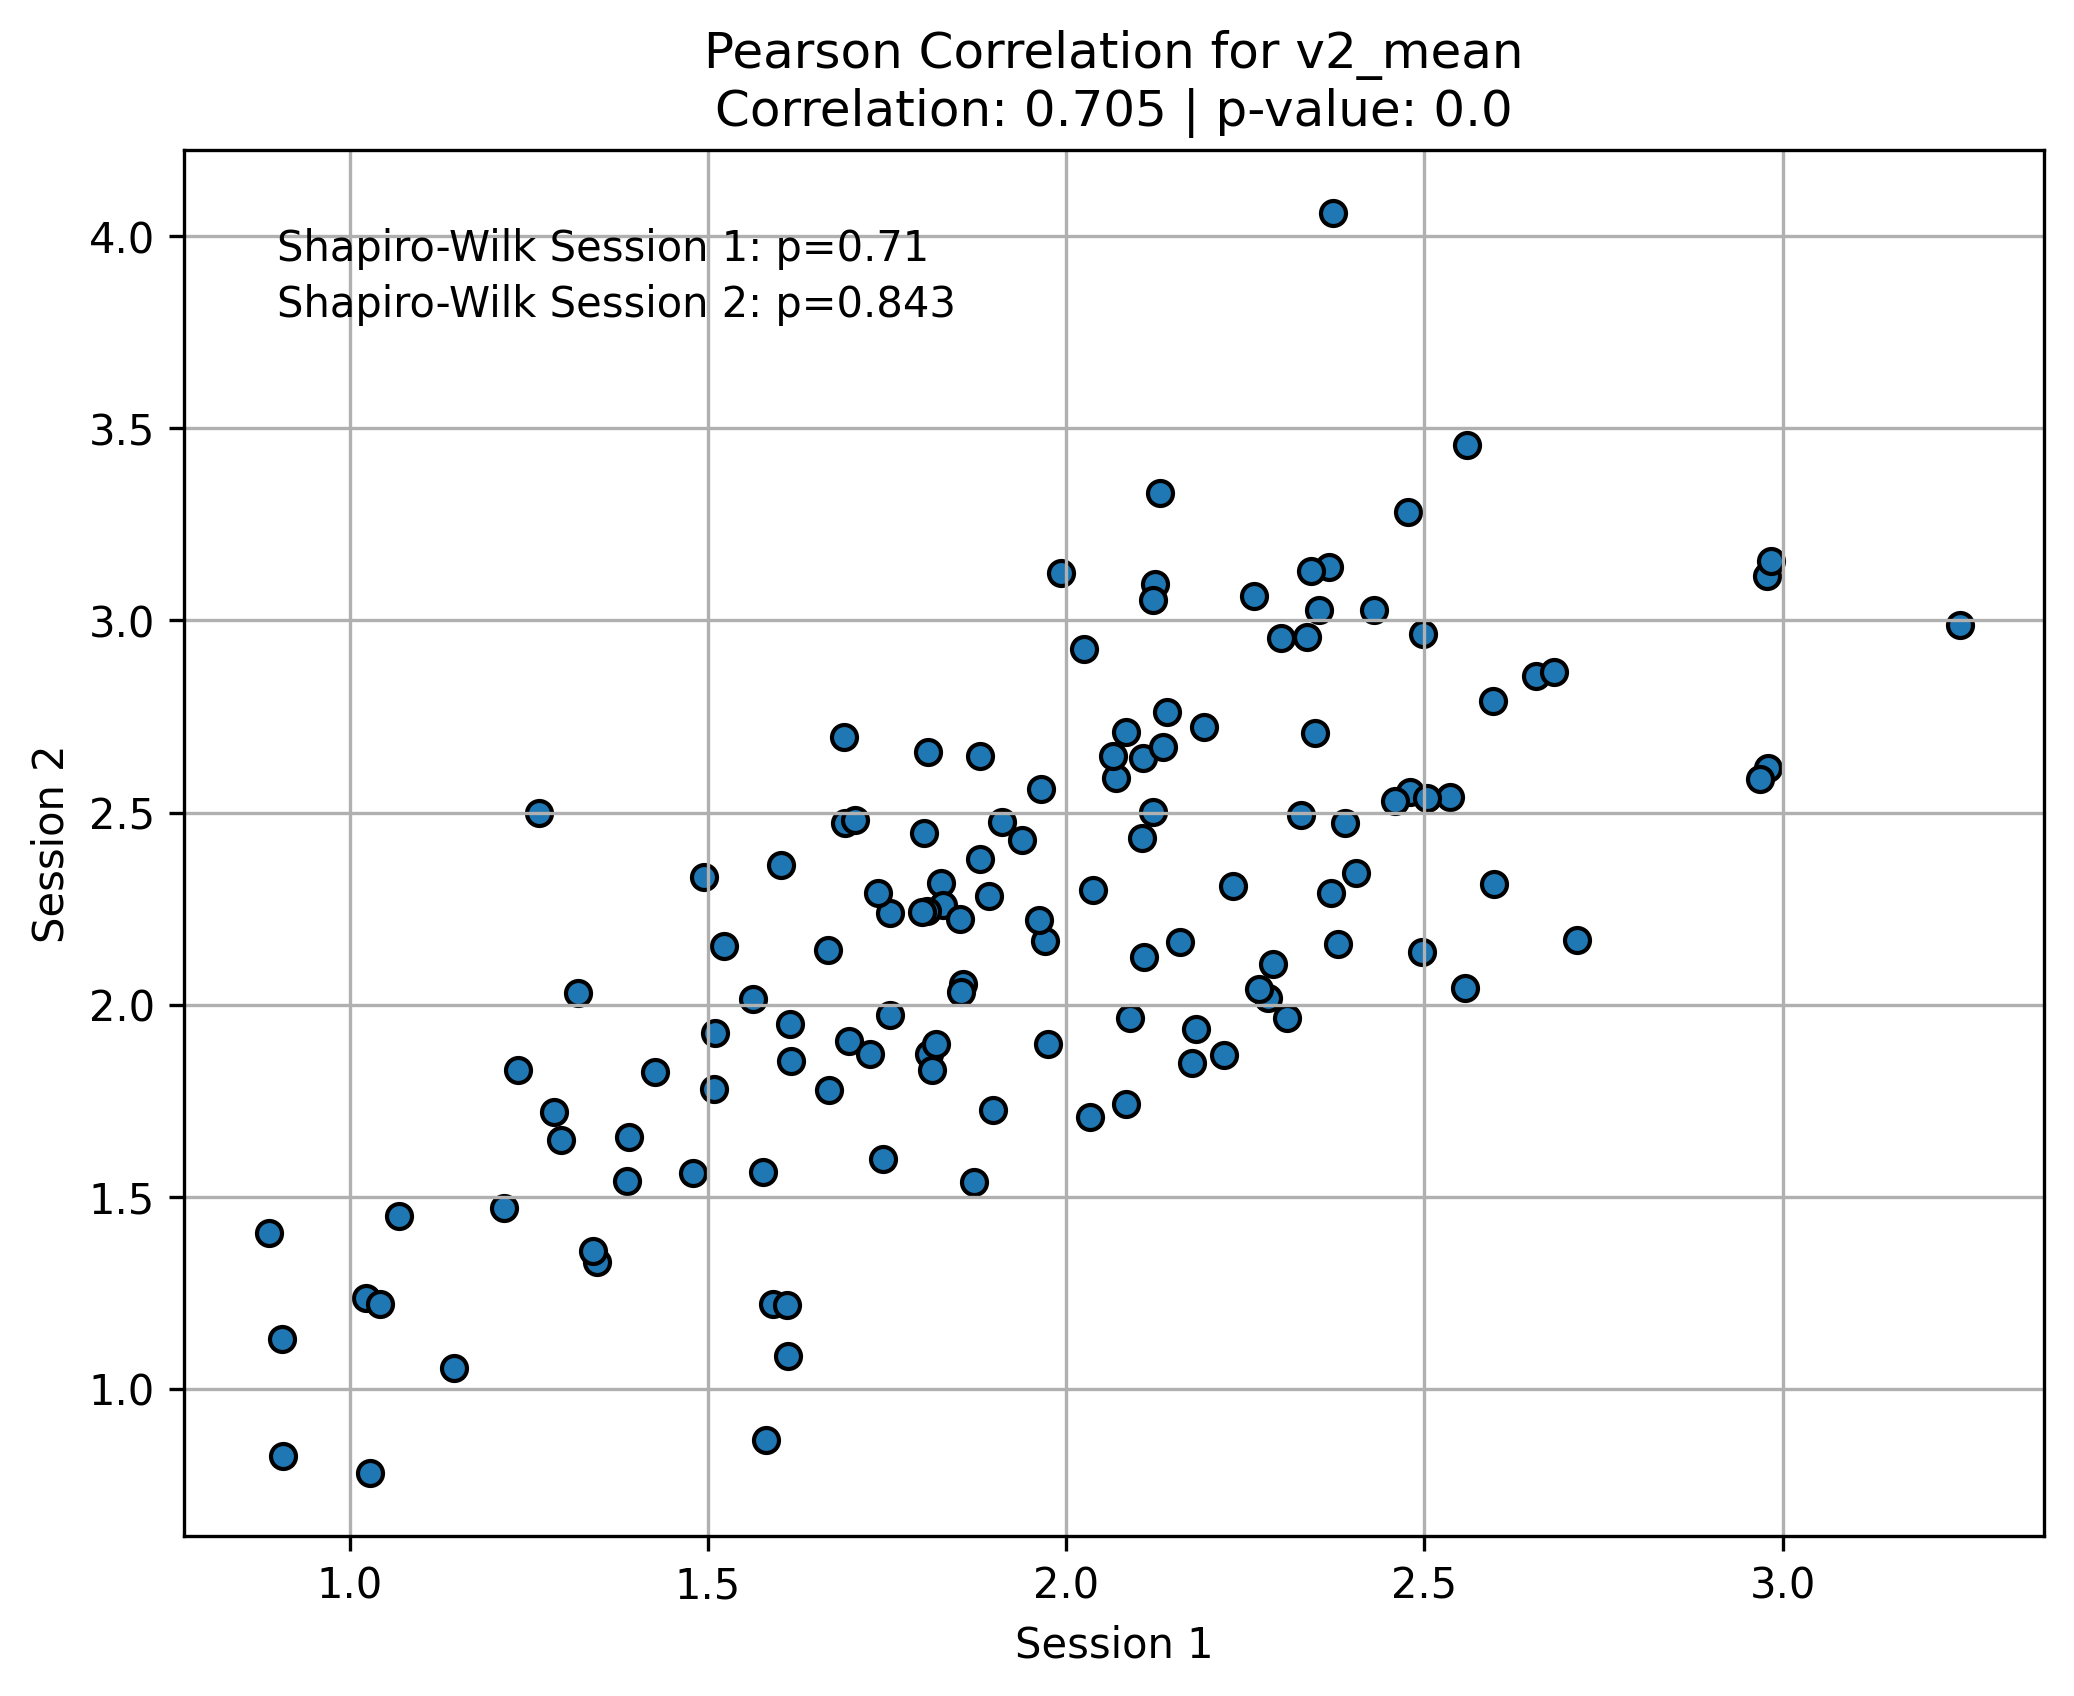 Pearson Correlation for v2_mean
Correlation: 0.705 | p-value: 0.0
Shapiro-Wilk Session 1: p=0.71
Shapiro-Wilk Session 2: p=0.843
4.0
3.5
3.0
2.5
2.0
1.5
1.0
Session 2
1.0
1.5
2.0
2.5
3.0
Session 1